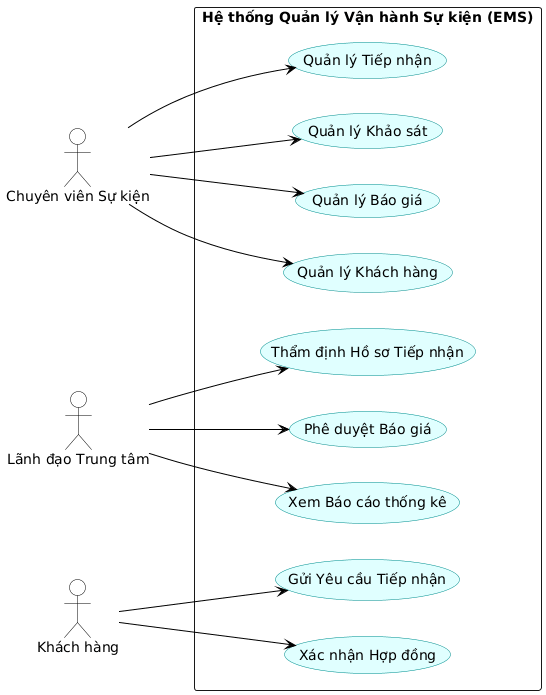 Hệ thống Quản lý Vận hành Sự kiện (EMS)
Quản lý Tiếp nhận
Quản lý Khảo sát
Chuyên viên Sự kiện
Quản lý Báo giá
Quản lý Khách hàng
Thẩm định Hồ sơ Tiếp nhận
Phê duyệt Báo giá
Lãnh đạo Trung tâm
Xem Báo cáo thống kê
Gửi Yêu cầu Tiếp nhận
Khách hàng
Xác nhận Hợp đồng